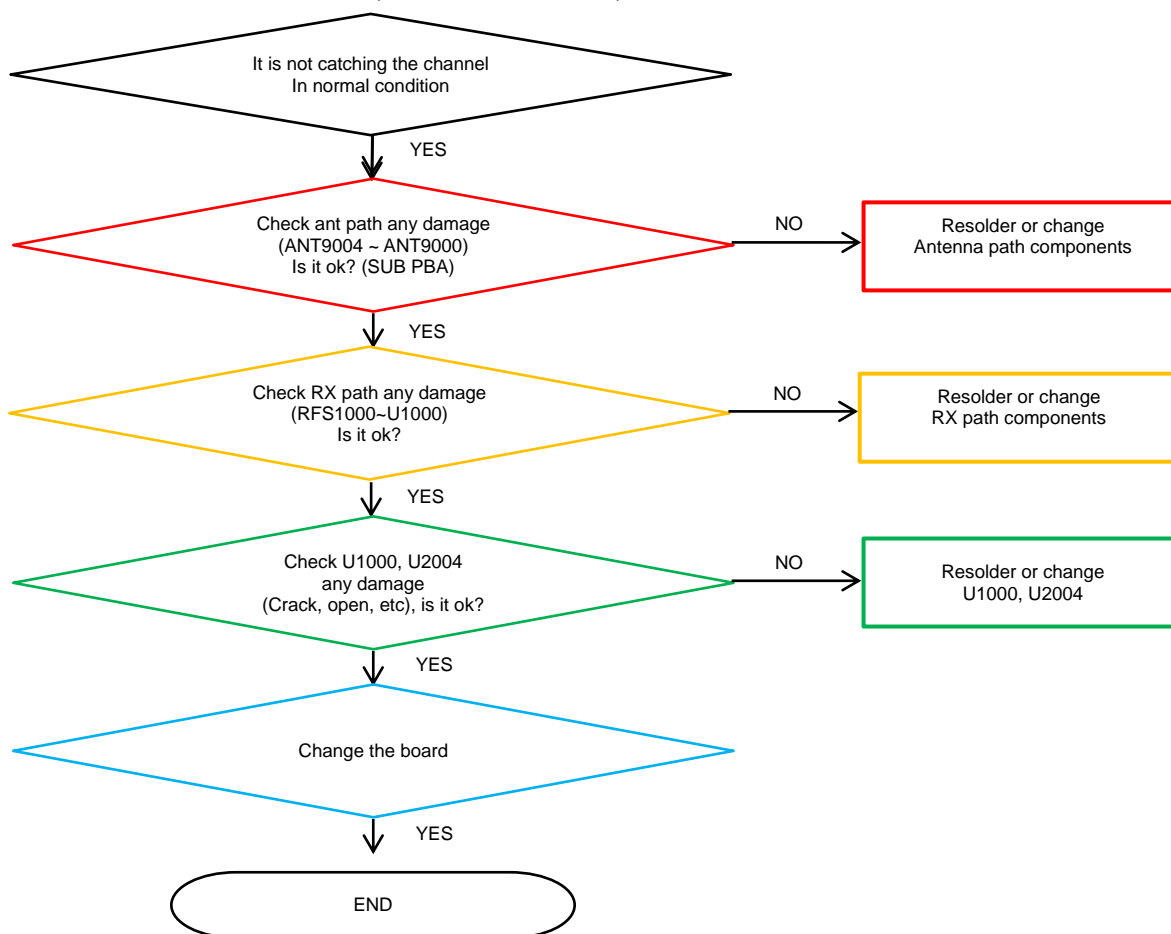 It is not catching the channel
In normal condition
YES
Check ant path any damage
(ANT9004 ~ ANT9000)
Is it ok? (SUB PBA)
NO
Resolder or change
Antenna path components
YES
Check RX path any damage
(RFS1000~U1000)
Is it ok?
NO
Resolder or change
RX path components
YES
Check U1000, U2004
any damage
(Crack, open, etc), is it ok?
NO
Resolder or change
U1000, U2004
YES
Change the board
YES
END